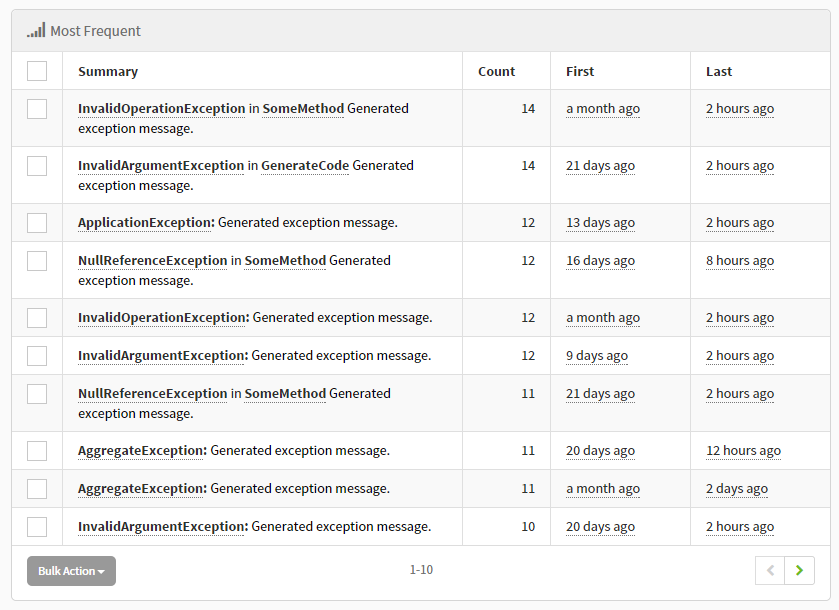 Most Frequent
Summary Count First Last
InvalidOperationException in SomeMethod Generated 14 a month ago 2 hours ago
exception message.
InvalidArgumentException in GenerateCode Generated 14 21 days ago 2 hours ago
exception message.
ApplicationException: Generated exception message. 12 13 days ago 2 hours ago
NullReferenceException in SomeMethod Generated 12 16 days ago 8 hours ago
exception message.
InvalidOperationException: Generated exception message. 12 a month ago 2 hours ago
InvalidArgumentException: Generated exception message. 12 9 days ago 2 hours ago
NullReferenceException in SomeMethod Generated 11 21 days ago 2 hours ago
exception message.
AggregateException: Generated exception message. 11 20 days ago 12 hours ago
AggregateException: Generated exception message. 11 a month ago 2 days ago
InvalidArgumentException: Generated exception message. 10 20 days ago 2 hours ago
Bulk Action 1-10